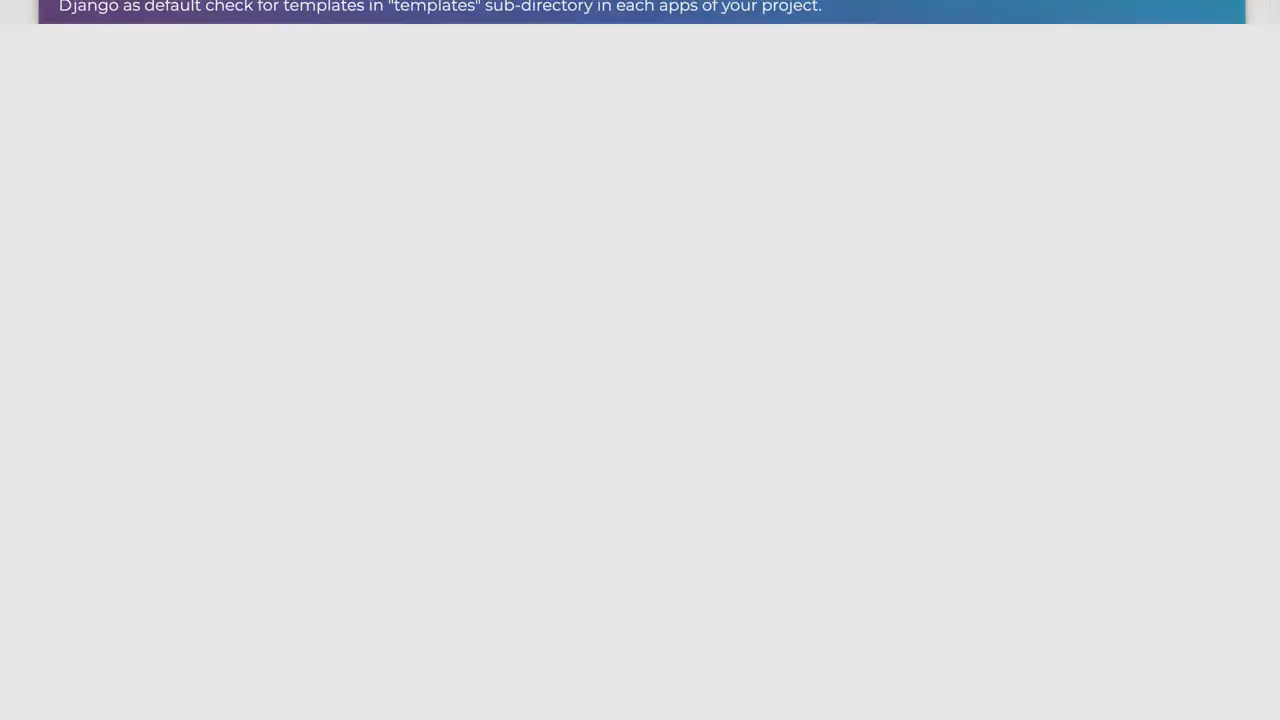 Django as default check for templates in "templates" sub-directory in each apps of your project.